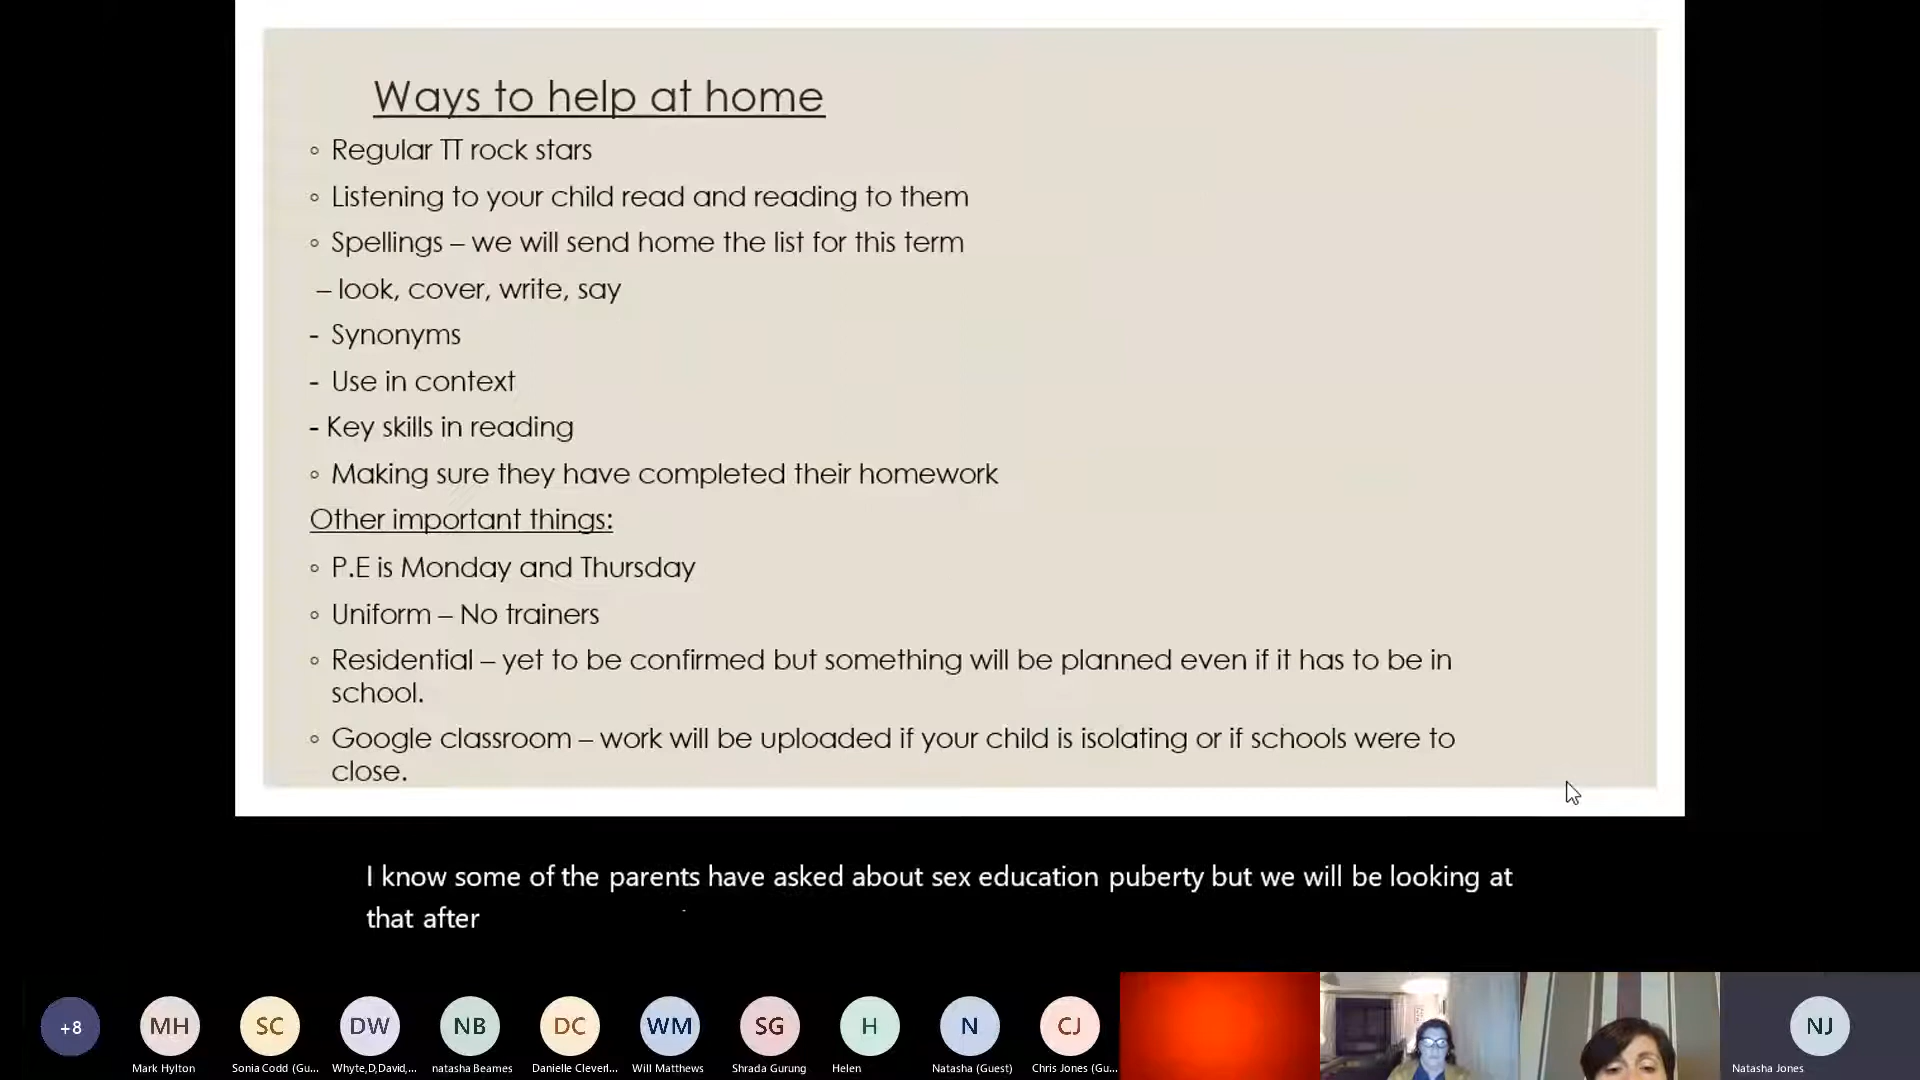 Ways to help at home
◦ Regular TT rock stars
◦ Listening to your child read and reading to them
◦ Spellings – we will send home the list for this term
– look, cover, write, say
- Synonyms
- Use in context
- Key skills in reading
◦ Making sure they have completed their homework
Other important things:
◦ P.E is Monday and Thursday
◦ Uniform – No trainers
◦ Residential – yet to be confirmed but something will be planned even if it has to be in
school.
◦ Google classroom – work will be uploaded if your child is isolating or if schools were to
close.
I know some of the parents have asked about sex education puberty but we will be looking at
that after
+8 MH SC DW NB DC WM SG H N CJ NJ
Mark Hylton Sonia Codd (Gu... Whyte,D,David,... natasha Beames Danielle Cleverl... Will Matthews Shrada Gurung Helen Natasha (Guest) Chris Jones (Gu... Natasha Jones